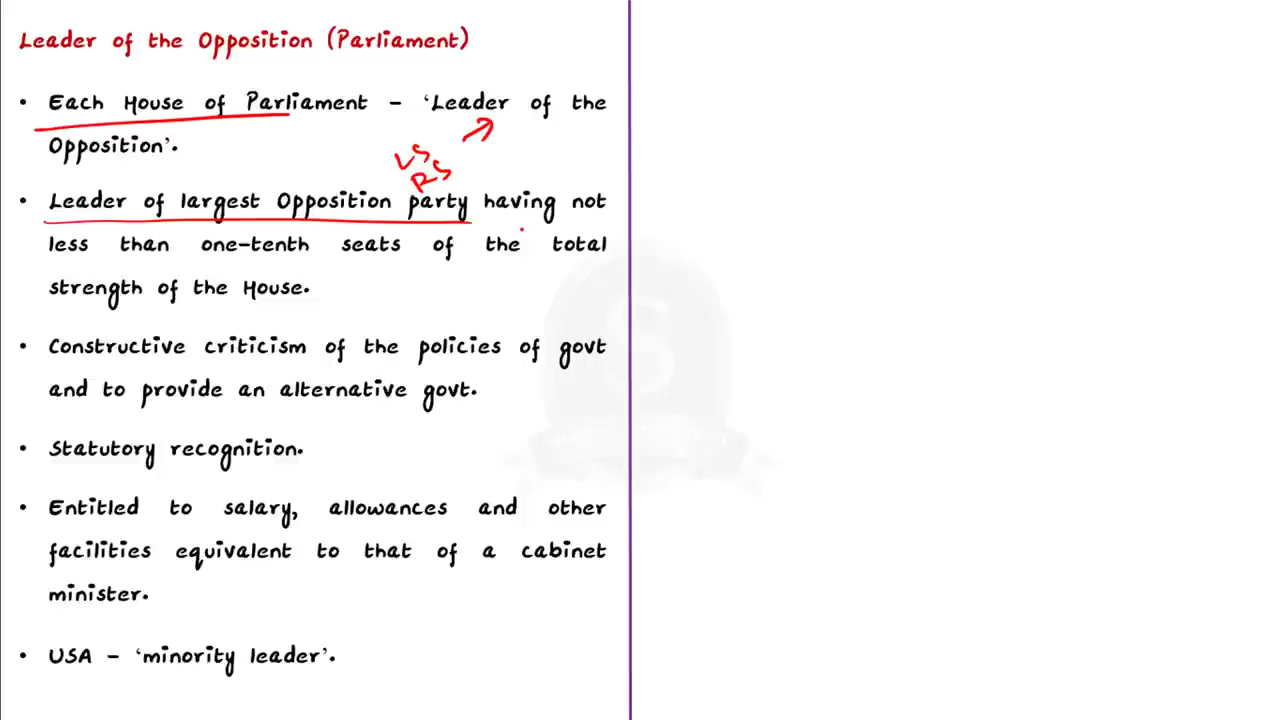 Leader of the Opposition (Parliament)
• Each House of Parliament – ‘Leader of the
Opposition’.
LS
RS
• Leader of largest Opposition party having not
less than one-tenth seats of the total
strength of the House.
• Constructive criticism of the policies of govt
and to provide an alternative govt.
• Statutory recognition.
• Entitled to salary, allowances and other
facilities equivalent to that of a cabinet
minister.
• USA – ‘minority leader’.